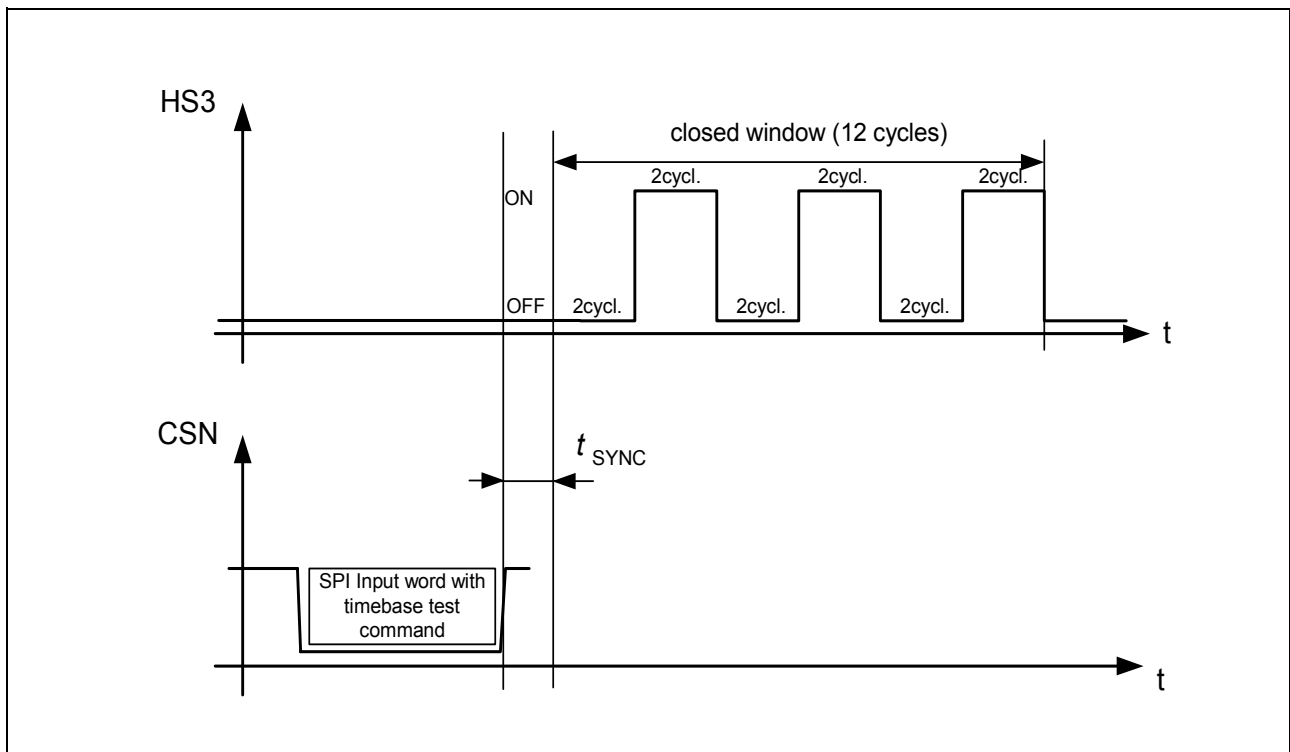 HS3
closed window (12 cycles)
2cycl. 2cycl. 2cycl.
ON
OFF 2cycl. 2cycl. 2cycl.
t
CSN
t SYNC
SPI Input word with
timebase test
command
t